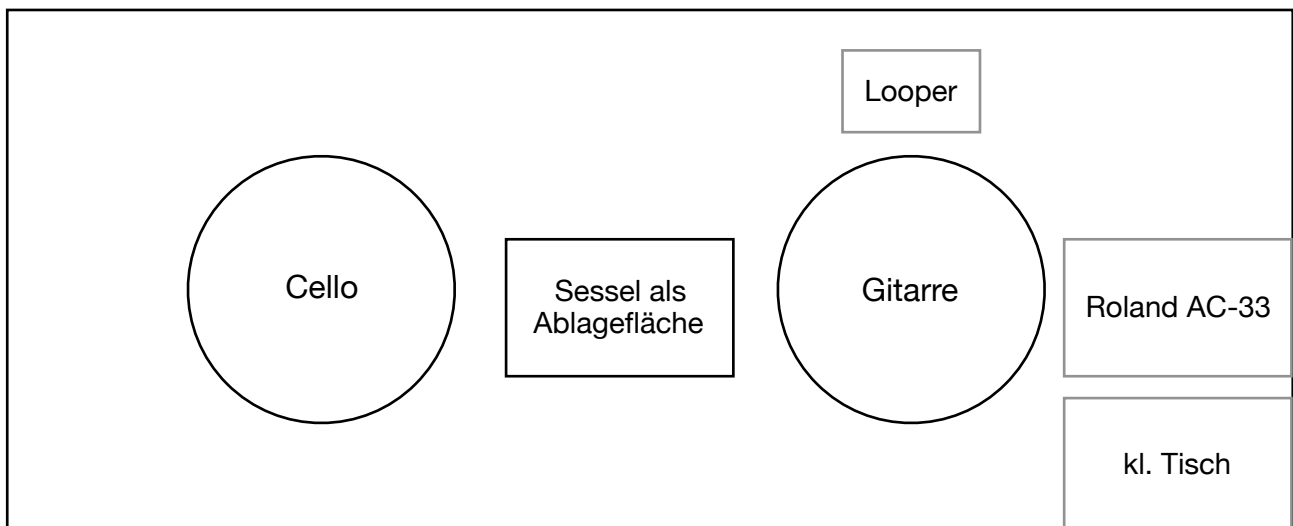 Looper
Cello
Sessel als
Ablagefläche
Gitarre
Roland AC-33
kl. Tisch